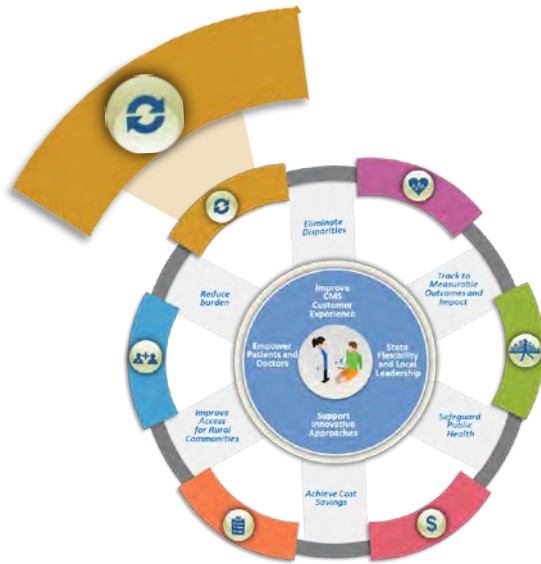 Eliminate
Disparities
Track to
Measurable
Outcomes and
Impact
Safeguard
Public
Health
Achieve Cost
Savings
Improve
Access
for Rural
Communities
Reduce
burden
Improve
CMS
Customer
Experience
State
Flexibility
and Local
Leadership
Support
Innovative
Approaches
Empower
Patients and
Doctors
$